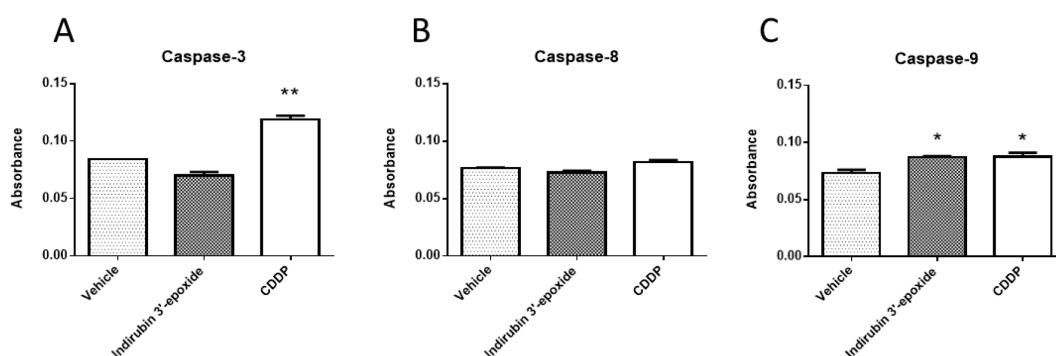 A
Caspase-3
Absorbance
0.15
0.10
0.05
0.00
**
Vehicle
Indirubin 3'-epoxide
CDDP
B
Caspase-8
Absorbance
0.15
0.10
0.05
0.00
Vehicle
Indirubin 3'-epoxide
CDDP
C
Caspase-9
Absorbance
0.15
0.10
0.05
0.00
*
*
Vehicle
Indirubin 3'-epoxide
CDDP